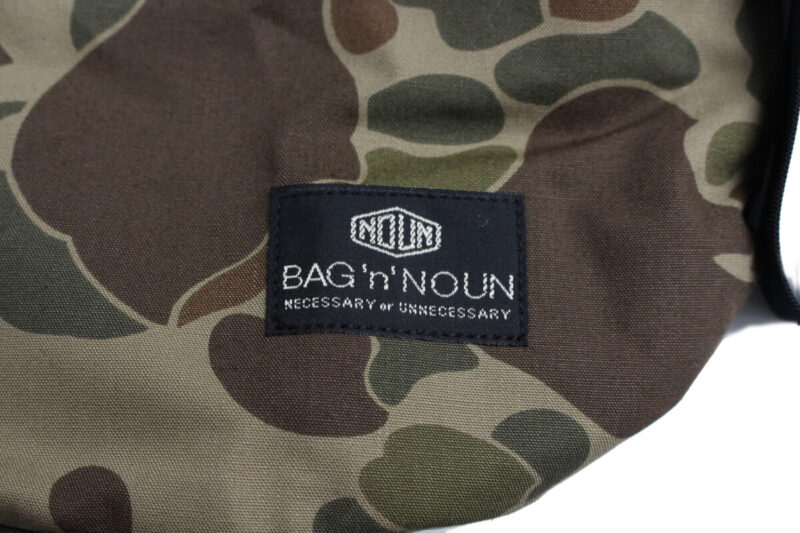 NOUN
BAG 'n' NOUN
NECESSARY or UNNECESSARY